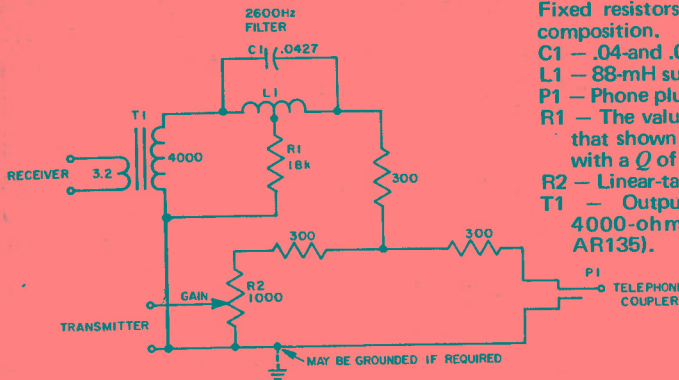 2600Hz
FILTER
C1
.0427
L1
T1
R1
18k
4000
RECEIVER
3.2
300
300
300
R2
1000
GAIN
TRANSMITTER
P1
TELEPHONE
COUPLER
MAY BE GROUNDED IF REQUIRED
Fixed resistors
composition.
C1 – .04-and .0
L1 – 88-mH su
P1 – Phone plu
R1 – The valu
that shown
with a Q of
R2 – Linear-ta
T1 – Outpu
4000-ohm
AR135).